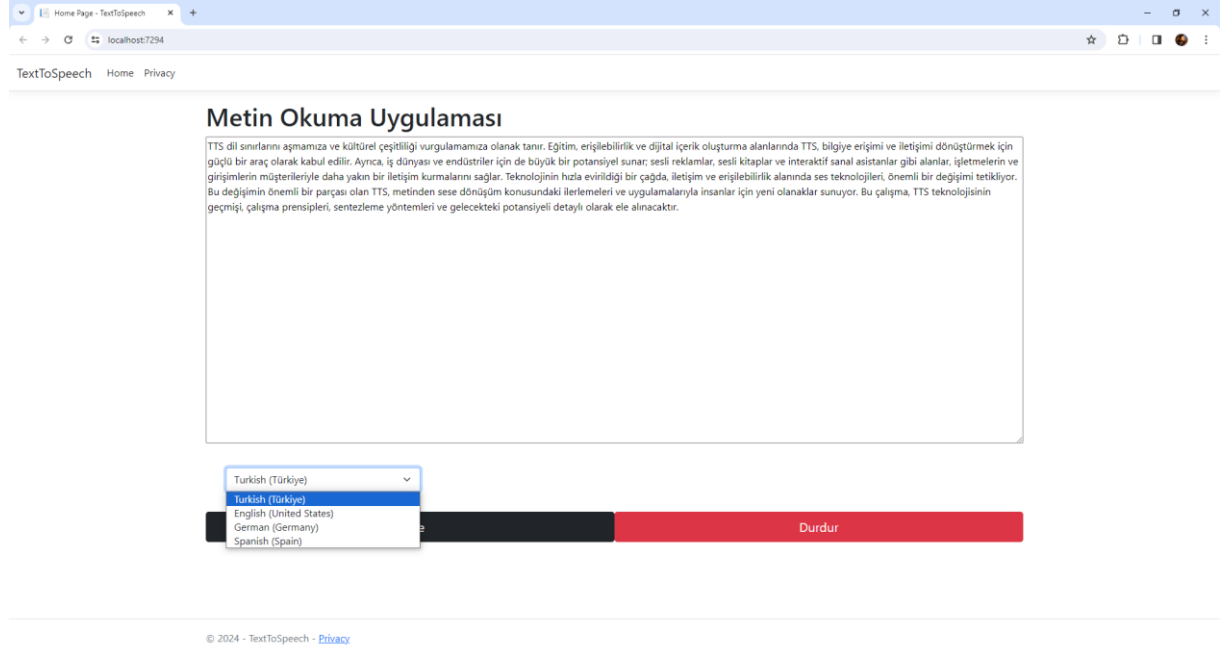 Home Page - TextToSpeech
localhost:7294
TextToSpeech Home Privacy
Metin Okuma Uygulaması
TTS dil sınırlarını aşmamıza ve kültürel çeşitliliği vurgulamamıza olanak tanır. Eğitim, erişilebilirlik ve dijital içerik oluşturma alanlarında TTS, bilgiye erişimi ve iletişimi dönüştürmek için
güçlü bir araç olarak kabul edilir. Ayrıca, iş dünyası ve endüstriler için de büyük bir potansiyel sunar; sesli reklamlar, sesli kitaplar ve interaktif sanal asistanlar gibi alanlar, işletmelerin ve
girişimlerin müşterileriyle daha yakın bir iletişim kurmalarını sağlar. Teknolojinin hızla evirildiği bir çağda, iletişim ve erişilebilirlik alanında ses teknolojileri, önemli bir değişimi tetikliyor.
Bu değişimin önemli bir parçası olan TTS, metinden sese dönüşüm konusundaki ilerlemeleri ve uygulamalarıyla insanlar için yeni olanaklar sunuyor. Bu çalışma, TTS teknolojisinin
geçmişi, çalışma prensipleri, sentezleme yöntemleri ve gelecekteki potansiyeli detaylı olarak ele alınacaktır.
Turkish (Türkiye)
Turkish (Türkiye)
English (United States)
German (Germany)
Spanish (Spain)
Durdur
© 2024 - TextToSpeech - Privacy